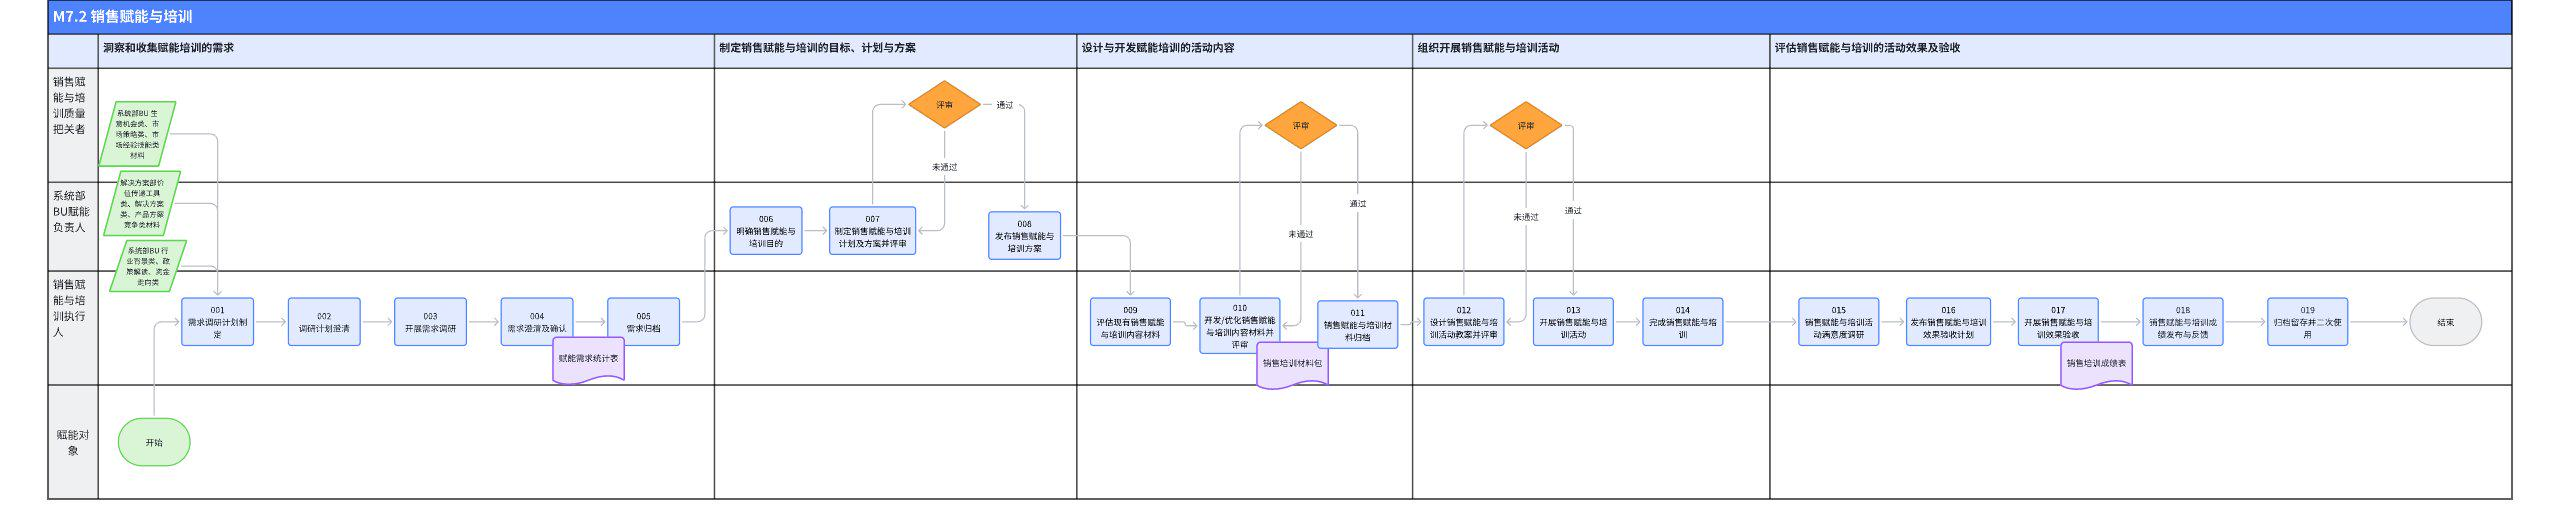 M7.2 销售赋能与培训
洞察和收集赋能培训的需求
制定销售赋能与培训的目标、计划与方案
设计与开发赋能培训的活动内容
组织开展销售赋能与培训活动
评估销售赋能与培训的活动效果及验收
销售赋
能与培
训质量
把关者
系统部BU 生
意机会类、市
场策略类、市
场经验技能类
材料
评审
通过
未通过
评审
未通过
通过
评审
未通过
通过
系统部
BU赋能
负责人
解决方案部价
值传递工具
类、解决方案
类、产品方案
竞争类材料
系统部BU 行
业背景类、政
策解读、资金
走向类
006
明确销售赋能与
培训目的
007
制定销售赋能与培训
计划及方案并评审
008
发布销售赋能与
培训方案
销售赋
能与培
训执行
人
001
需求调研计划制
定
002
调研计划澄清
003
开展需求调研
004
需求澄清及确认
005
需求归档
赋能需求统计表
009
评估现有销售赋能
与培训内容材料
010
开发/优化销售赋能
与培训内容材料并
评审
销售培训材料包
011
销售赋能与培训材
料归档
012
设计销售赋能与培
训活动教案并评审
013
开展销售赋能与培
训活动
014
完成销售赋能与培
训
015
销售赋能与培训活
动满意度调研
016
发布销售赋能与培训
效果验收计划
017
开展销售赋能与培
训效果验收
销售培训成绩表
018
销售赋能与培训成
绩发布与反馈
019
归档留存并二次使
用
结束
赋能对
象
开始